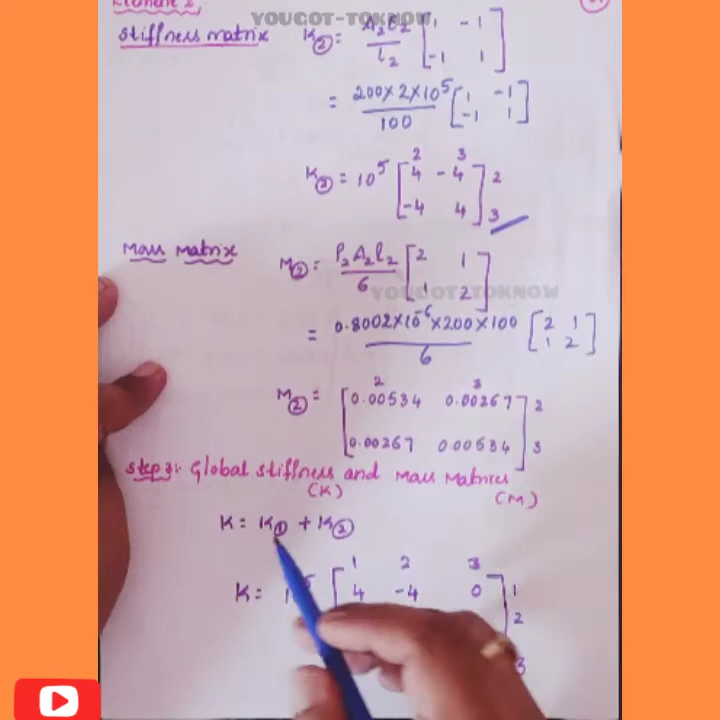 YOUGOT-TOKNOW
stiffness matrix K② = A₂E₂ / l₂ [1 -1
-1 1]
= 200×2×10⁵ / 100 [1 -1
-1 1]
2 3
K② = 10⁵ [4 -4] 2
[-4 4] 3
Mass Matrix M② = ρ₂A₂l₂ / 6 [2 1
1 2]
YOUGOT-TOKNOW
= 0.8002×10⁻⁶×200×100 / 6 [2 1
1 2]
2 3
M② = [0.00534 0.00267] 2
[0.00267 0.00534] 3
Step 3: Global stiffness and Mass Matrices
(K) (M)
K = K① + K②
1 2 3
K = [4 -4 0] 1
2
3